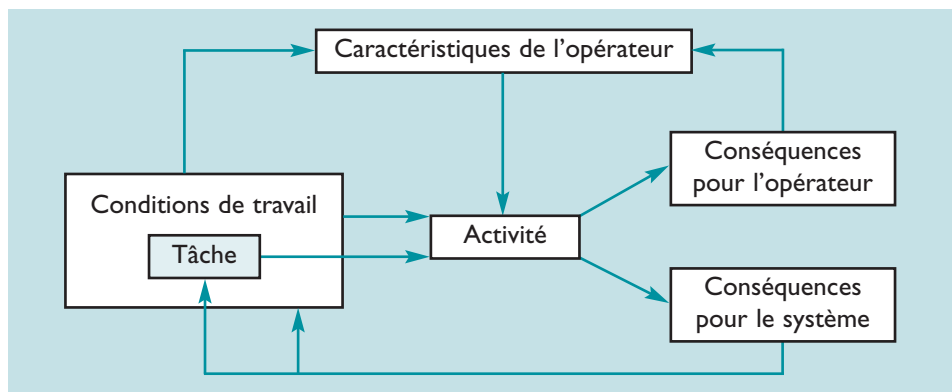 Caractéristiques de l’opérateur
Conséquences
pour l’opérateur
Conditions de travail
Tâche
Activité
Conséquences
pour le système